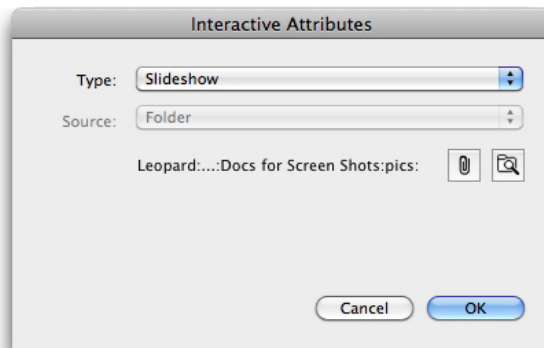 Interactive Attributes
Type: Slideshow
Source: Folder
Leopard:...:Docs for Screen Shots:pics:
Cancel OK